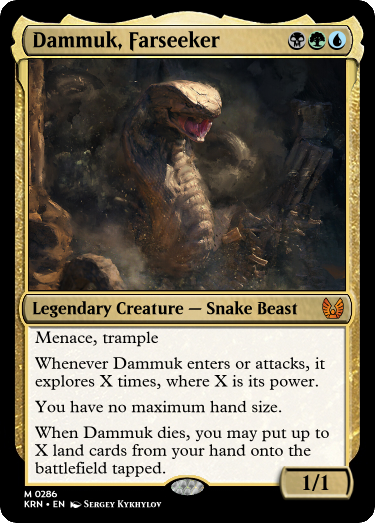 Dammuk, Farseeker
Legendary Creature — Snake Beast
Menace, trample
Whenever Dammuk enters or attacks, it
explores X times, where X is its power.
You have no maximum hand size.
When Dammuk dies, you may put up to
X land cards from your hand onto the
battlefield tapped.
1/1
M 0286
KRN • EN Sergey Kykhylov